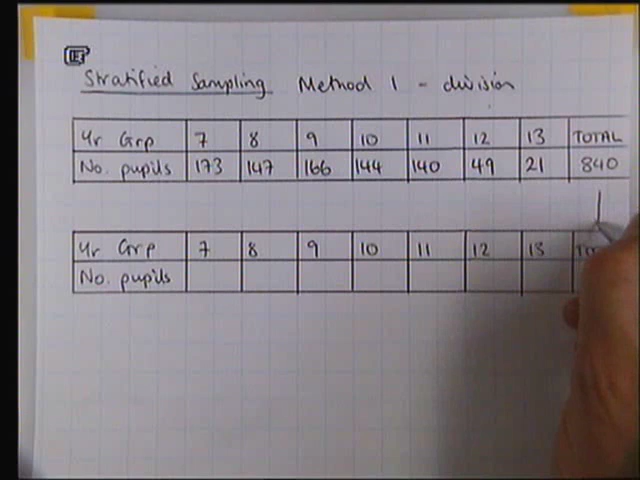 Stratified Sampling Method 1 - division
Yr Grp 7 8 9 10 11 12 13 TOTAL
No. pupils 173 147 166 144 140 49 21 840
Yr Grp 7 8 9 10 11 12 13
No. pupils